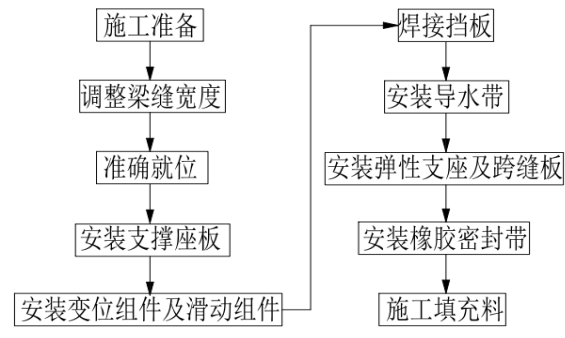 施工准备
调整梁缝宽度
准确就位
安装支撑座板
安装变位组件及滑动组件
焊接挡板
安装导水带
安装弹性支座及跨缝板
安装橡胶密封带
施工填充料